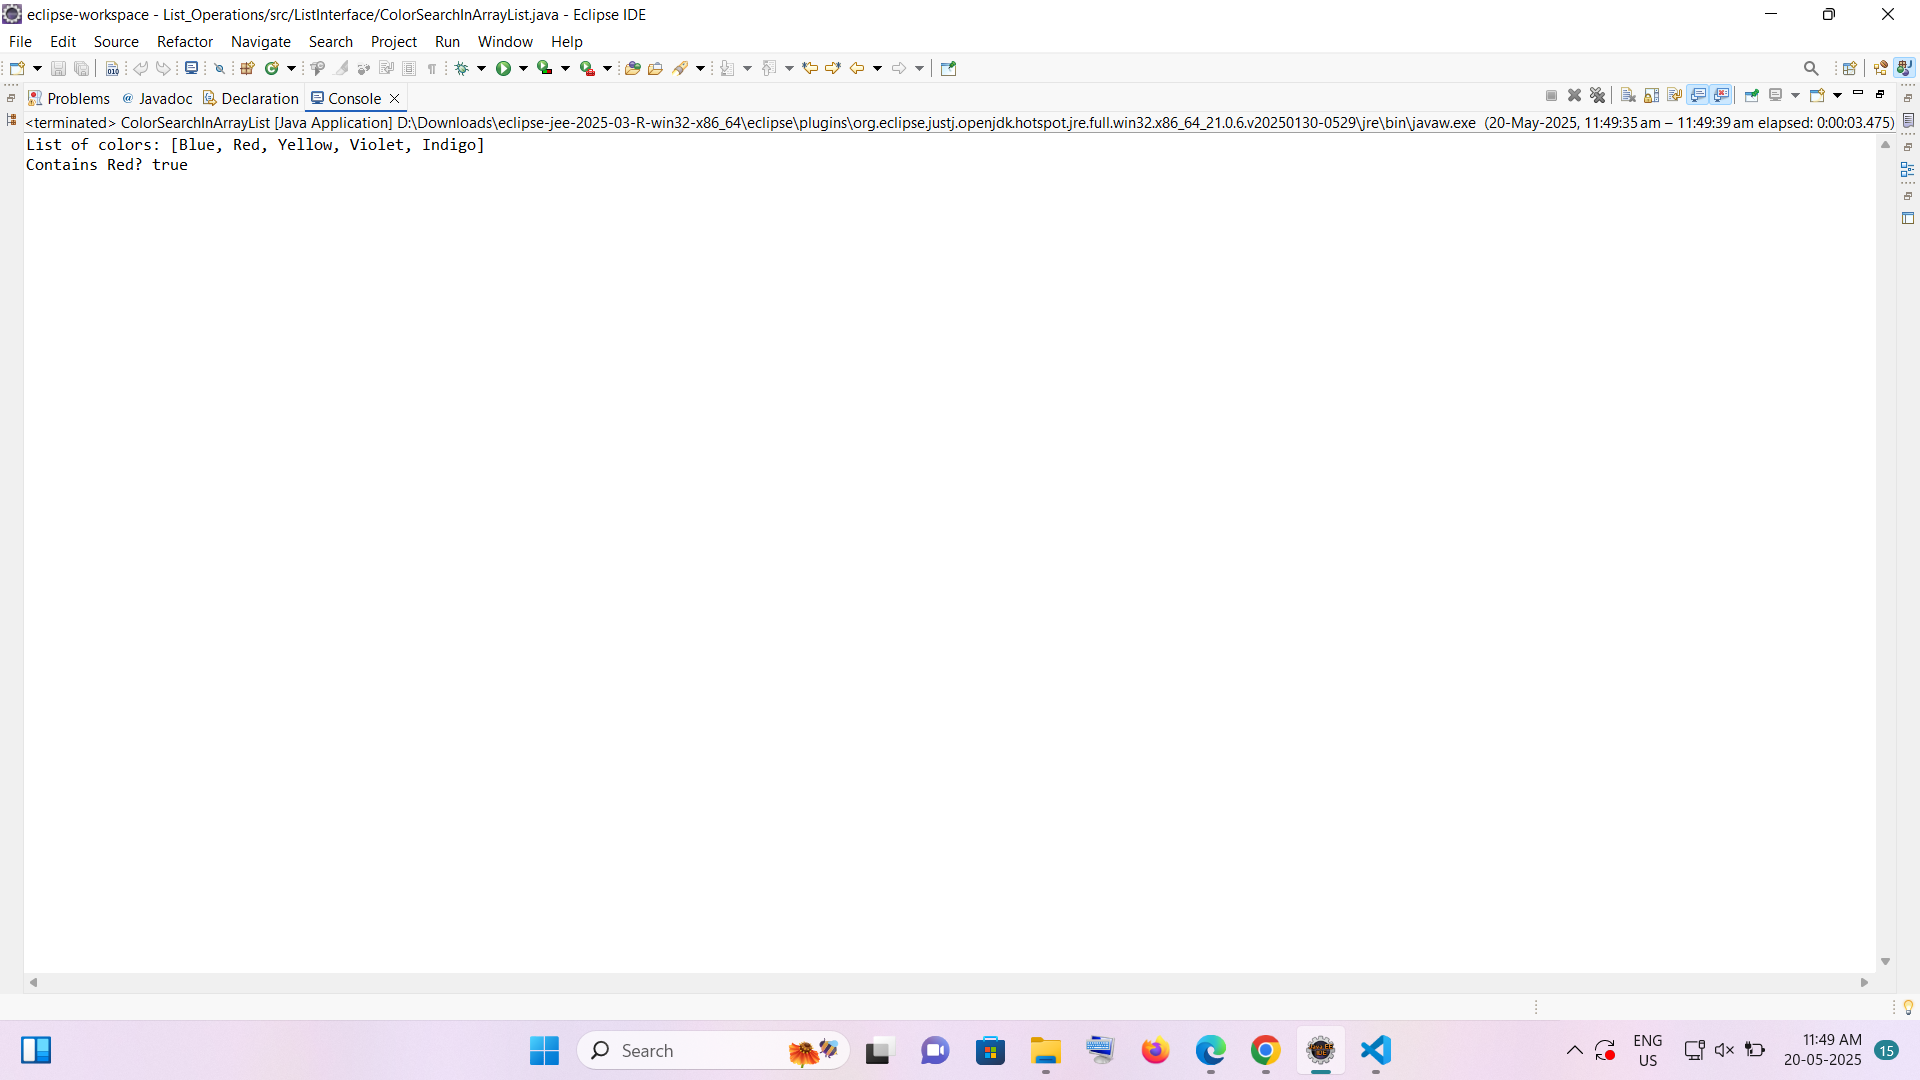 eclipse-workspace - List_Operations/src/ListInterface/ColorSearchInArrayList.java - Eclipse IDE
File Edit Source Refactor Navigate Search Project Run Window Help
Problems @ Javadoc Declaration Console
<terminated> ColorSearchInArrayList [Java Application] D:\Downloads\eclipse-jee-2025-03-R-win32-x86_64\eclipse\plugins\org.eclipse.justj.openjdk.hotspot.jre.full.win32.x86_64_21.0.6.v20250130-0529\jre\bin\javaw.exe (20-May-2025, 11:49:35 am – 11:49:39 am elapsed: 0:00:03.475)
List of colors: [Blue, Red, Yellow, Violet, Indigo]
Contains Red? true
Search
ENG
US
11:49 AM
20-05-2025
15